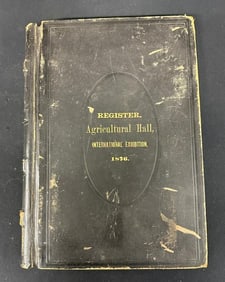 REGISTER,
Agricultural Hall,
INTERNATIONAL EXHIBITION,
1876.